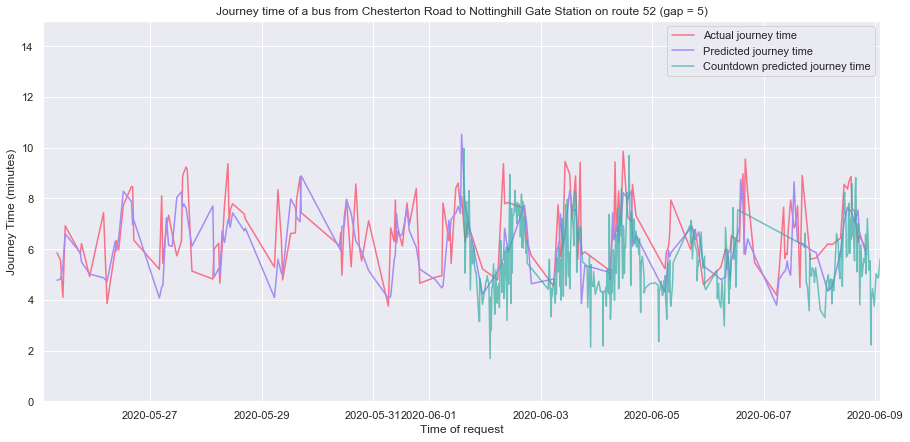 Journey time of a bus from Chesterton Road to Nottinghill Gate Station on route 52 (gap = 5)
Actual journey time
Predicted journey time
Countdown predicted journey time
Journey Time (minutes)
14
12
10
8
6
4
2
0
2020-05-27
2020-05-29
2020-05-31
2020-06-01
2020-06-03
2020-06-05
2020-06-07
2020-06-09
Time of request